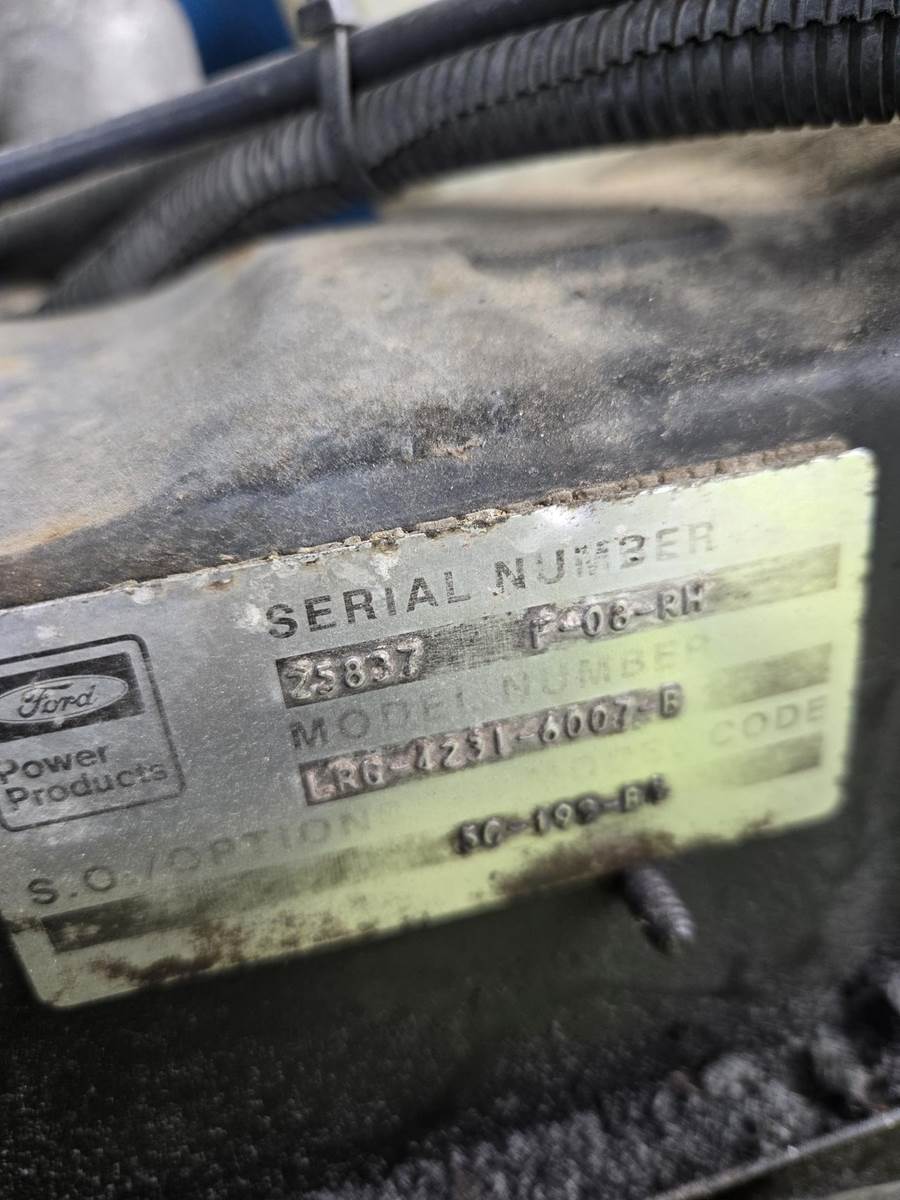 SERIAL NUMBER
25837 F-08-RH
MODEL NUMBER
LRG-4231-6007-B
Ford
Power
Products
S.O./OPTION CODE